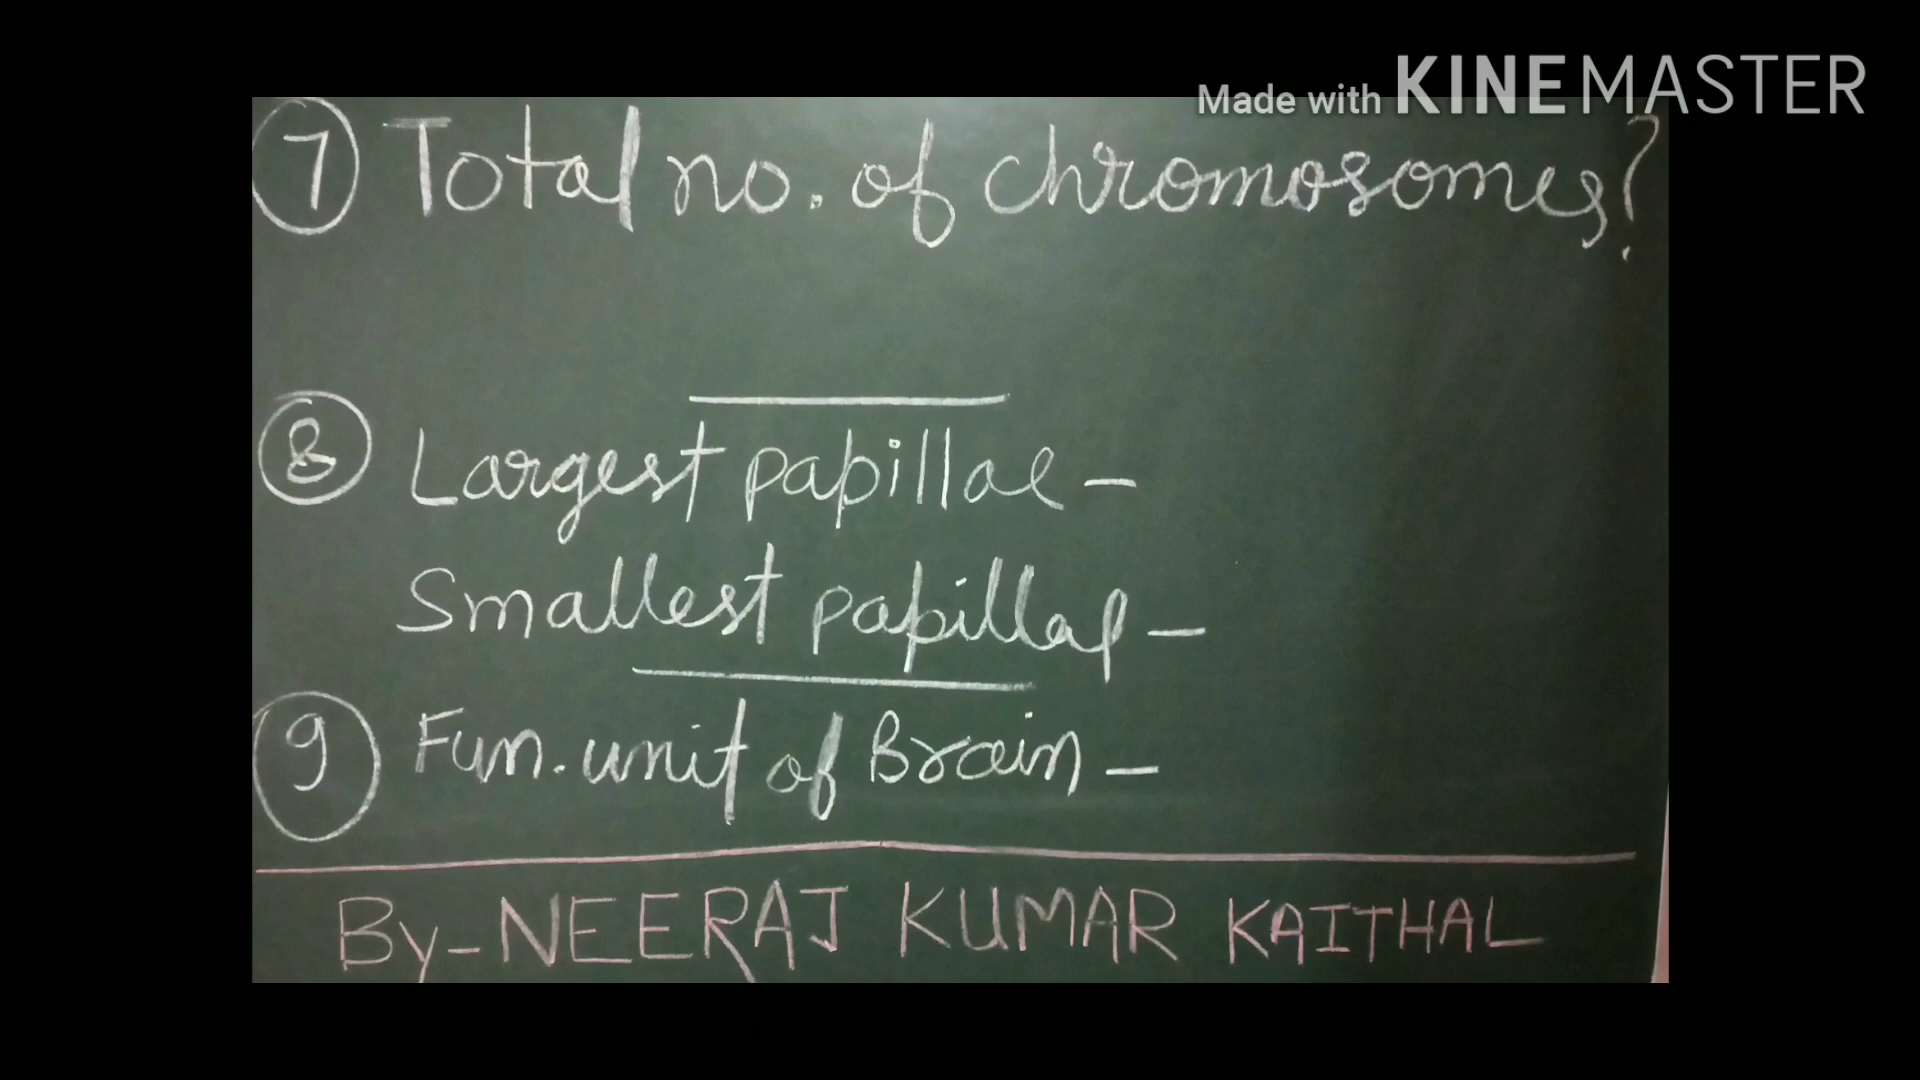 Made with KINEMASTER
7 Total no. of chromosomes?
8 Largest papillae -
Smallest papillae -
9 Fun. unit of Brain -
By - NEERAJ KUMAR KAITHAL